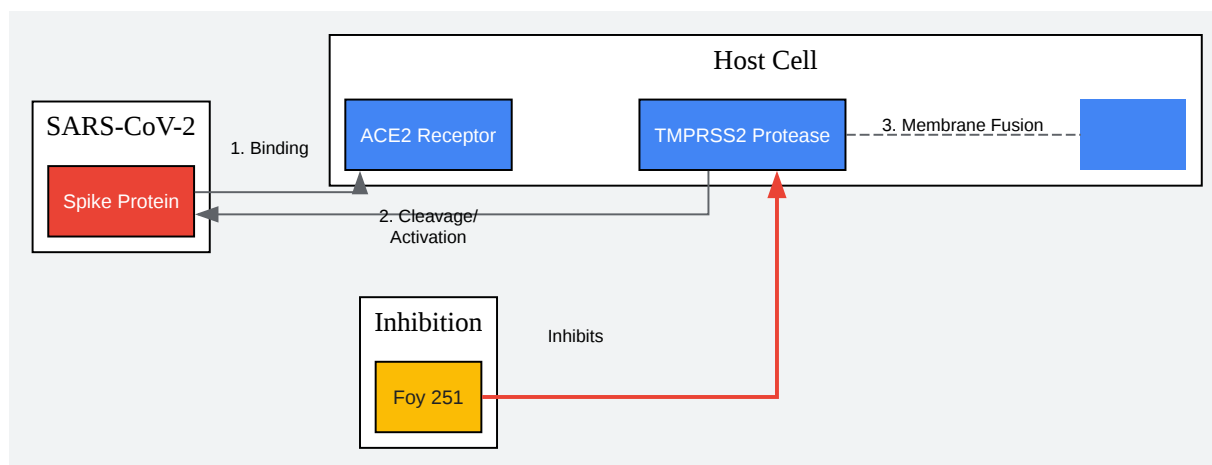 Host Cell
SARS-CoV-2
ACE2 Receptor
TMPRSS2 Protease
3. Membrane Fusion
1. Binding
Spike Protein
2. Cleavage/
Activation
Inhibition
Inhibits
Foy 251